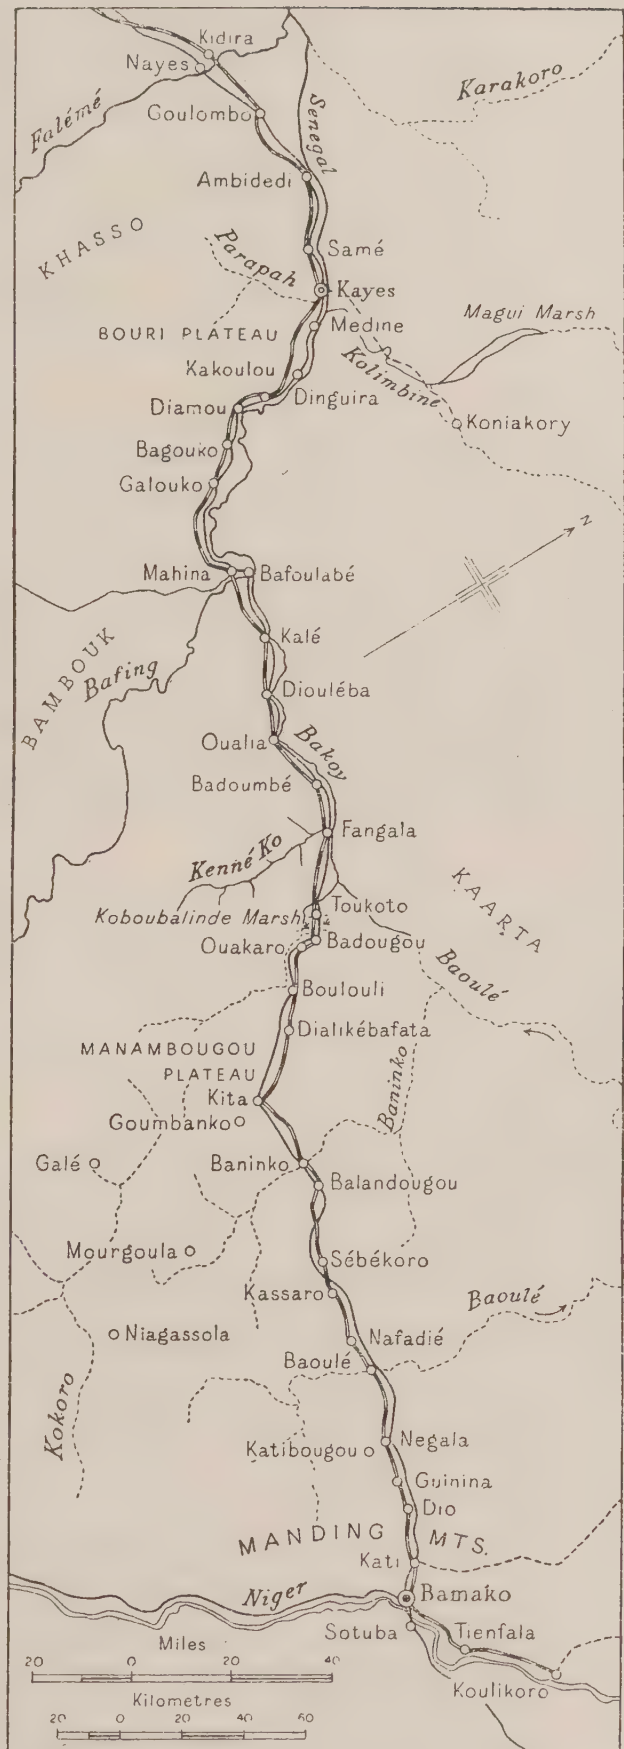 Kidira
Nayes
Karakoro
Falémé
Goulombo
Senegal
Ambidedi
KHASSO
Parapah
Samé
Kayes
Magui Marsh
BOURI PLATEAU
Medine
Kakoulou
Kolimbine
Diamou
Dinguira
Koniakory
Bagouko
Galouko
N
Mahina
Bafoulabé
BAMBOUK
Kalé
Bafing
Diouléba
Oualia
Bakoy
Badoumbé
Fangala
Kenné Ko
KAARTA
Toukoto
Koboubalinde Marsh
Ouakaro
Badougou
Baoulé
Boulouli
Dialikébafata
MANAMBOUGOU
PLATEAU
Baninko
Kita
Goumbanko
Galé
Baninko
Balandougou
Mourgoula
Sébékoro
Kassaro
Baoulé
Niagassola
Nafadié
Baoulé
Kokoro
Negala
Katibougou
Guinina
Dio
MANDING MTS.
Kati
Niger
Bamako
Sotuba
Tienfala
Koulikoro
Miles
20 0 20 40
Kilometres
20 0 20 40 60